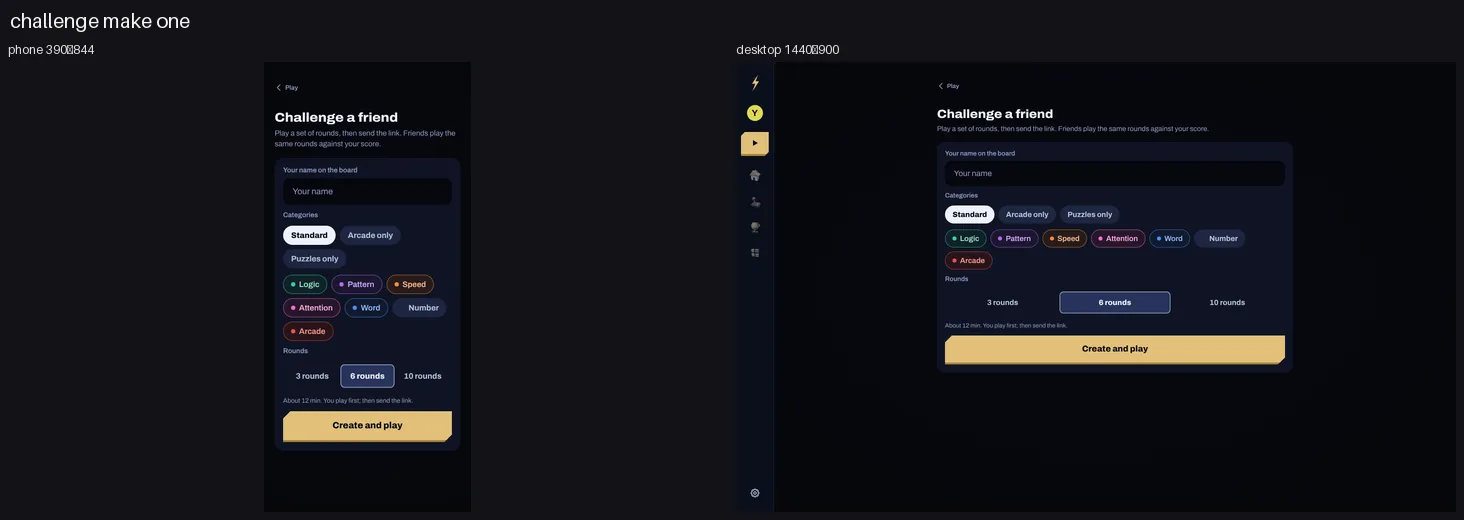 challenge make one
phone 390▯844
desktop 1440▯900
Play
Challenge a friend
Play a set of rounds, then send the link. Friends play the
same rounds against your score.
Your name on the board
Your name
Categories
Standard
Arcade only
Puzzles only
Logic
Pattern
Speed
Attention
Word
Number
Arcade
Rounds
3 rounds
6 rounds
10 rounds
About 12 min. You play first; then send the link.
Create and play
Y
Play
Challenge a friend
Play a set of rounds, then send the link. Friends play the same rounds against your score.
Your name on the board
Your name
Categories
Standard
Arcade only
Puzzles only
Logic
Pattern
Speed
Attention
Word
Number
Arcade
Rounds
3 rounds
6 rounds
10 rounds
About 12 min. You play first; then send the link.
Create and play